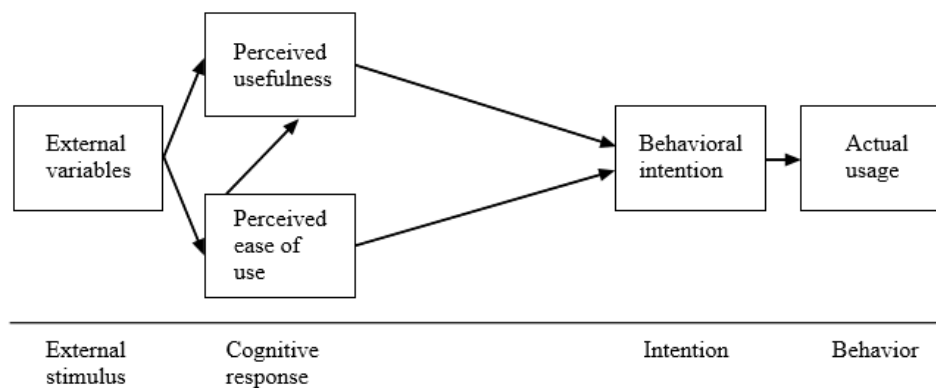 Perceived
usefulness
External
variables
Perceived
ease of
use
Behavioral
intention
Actual
usage
External
stimulus
Cognitive
response
Intention
Behavior